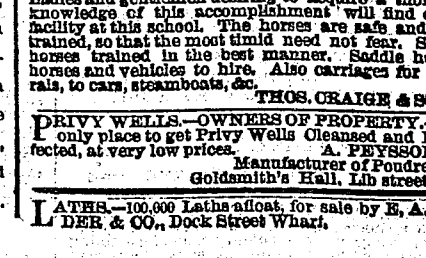 knowledge of this accomplishment will find
facility at this school. The horses are safe and
trained, so that the most timid need not fear. S
horses trained in the best manner. Saddle h
horses and vehicles to hire. Also carriages for
rals, to cars, steamboats, &c.
THOS. CRAIGE & S
PRIVY WELLS.—OWNERS OF PROPERTY.
only place to get Privy Wells Cleansed and
fected, at very low prices. A. PEYSSO
Manufacturer of Poudre
Goldsmith's Hall, Lib street
LATHS.—100,000 Laths afloat, for sale by E. A.
DER & CO., Dock Street Wharf.